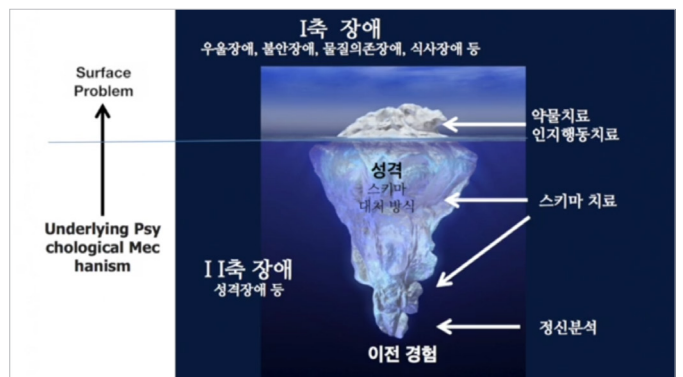 I축 장애
우울장애, 불안장애, 물질의존장애, 식사장애 등
Surface
Problem
약물치료
인지행동치료
성격
스키마
대처 방식
스키마 치료
Underlying Psy
chological Mec
hanism
I I축 장애
성격장애 등
정신분석
이전 경험